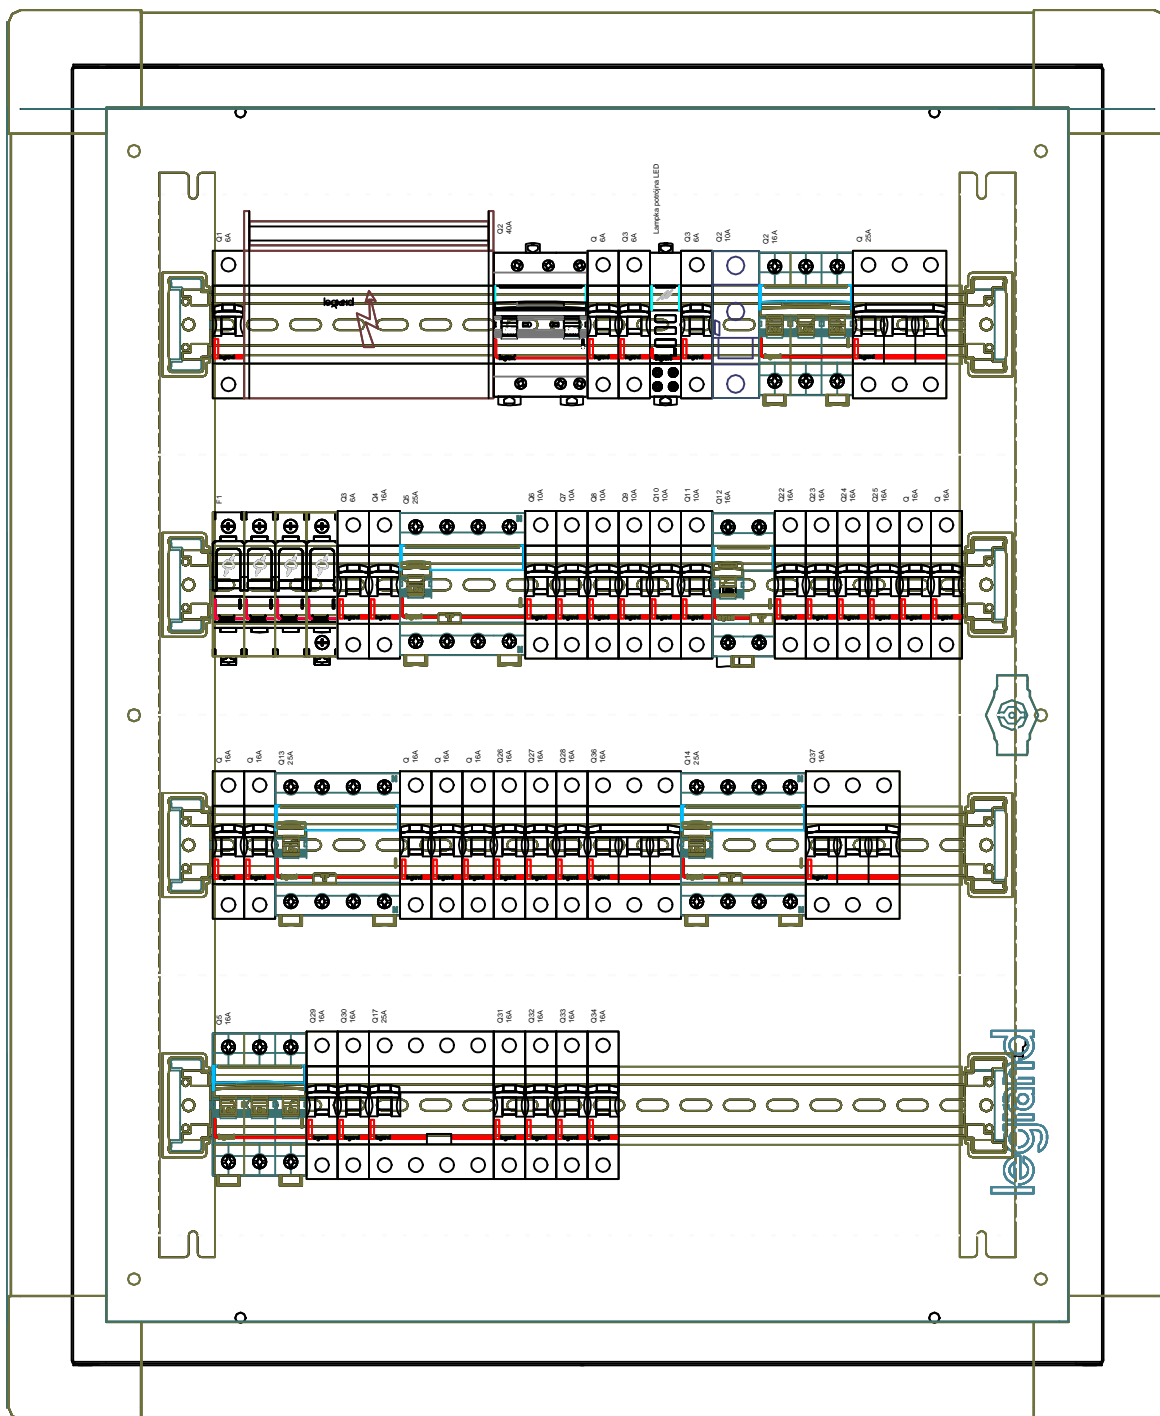 Q1 6A
Q2 40A
Q 6A
Q3 6A
Lampka potrójna LED
Q3 6A
Q2 10A
Q2 16A
Q 25A
F1
Q3 6A
Q4 16A
Q5 25A
Q6 10A
Q7 10A
Q8 10A
Q9 10A
Q10 10A
Q11 10A
Q12 16A
Q22 16A
Q23 16A
Q24 16A
Q25 16A
Q 16A
Q 16A
Q 16A
Q 16A
Q13 25A
Q 16A
Q 16A
Q 16A
Q26 16A
Q27 16A
Q28 16A
Q36 16A
Q14 25A
Q37 16A
Q5 16A
Q29 16A
Q30 16A
Q17 25A
Q31 16A
Q32 16A
Q33 16A
Q34 16A
legrand